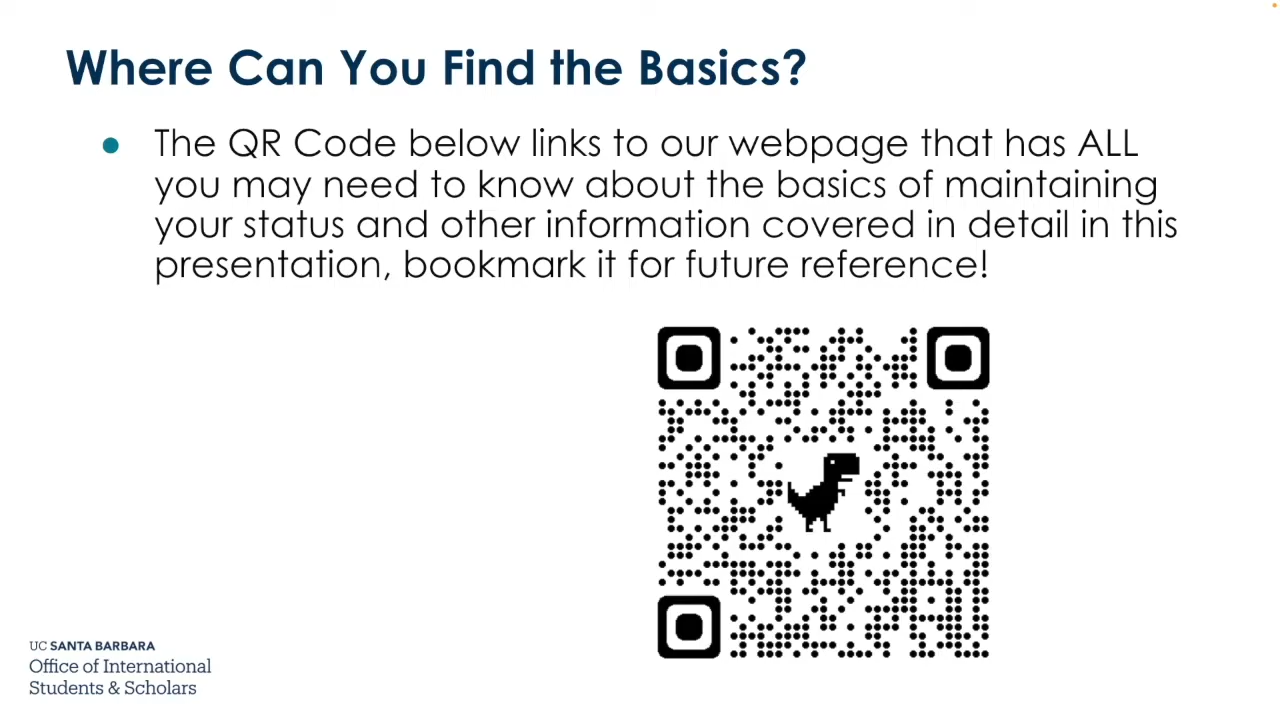 Where Can You Find the Basics?
● The QR Code below links to our webpage that has ALL
you may need to know about the basics of maintaining
your status and other information covered in detail in this
presentation, bookmark it for future reference!
UC SANTA BARBARA
Office of International
Students & Scholars